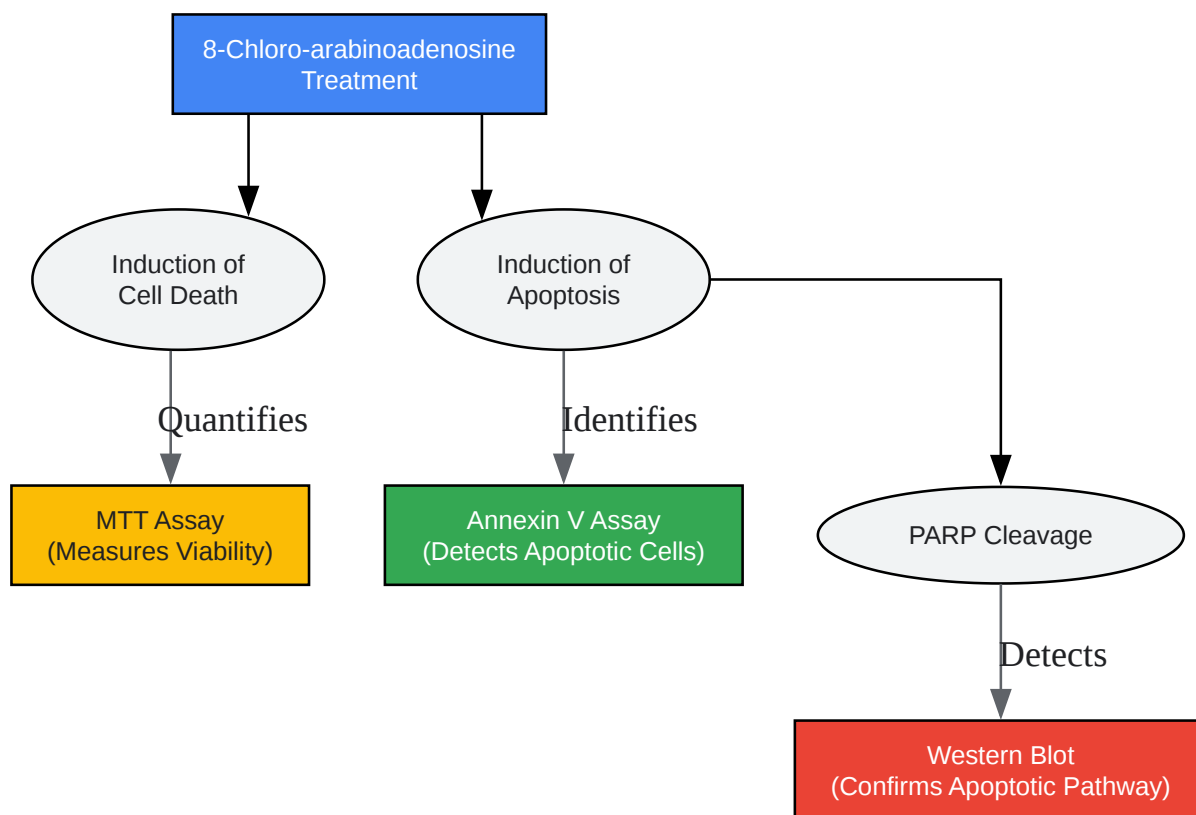 8-Chloro-arabinoadenosine
Treatment
Induction of
Cell Death
Induction of
Apoptosis
Quantifies
Identifies
MTT Assay
(Measures Viability)
Annexin V Assay
(Detects Apoptotic Cells)
PARP Cleavage
Detects
Western Blot
(Confirms Apoptotic Pathway)